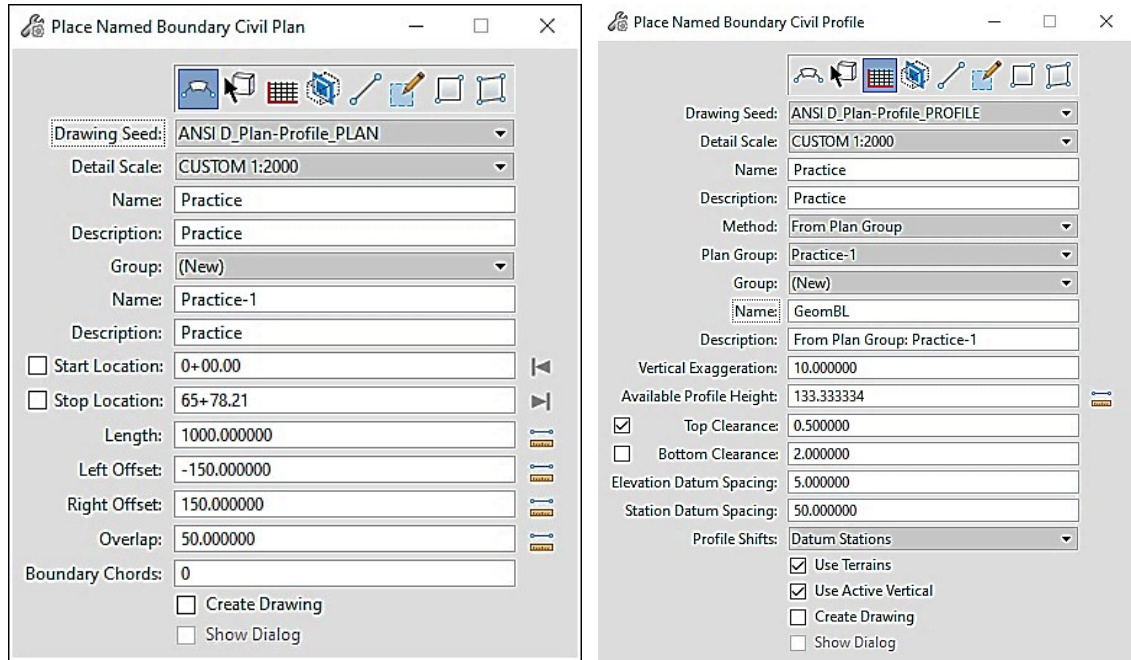 Place Named Boundary Civil Plan
Drawing Seed: ANSI D_Plan-Profile_PLAN
Detail Scale: CUSTOM 1:2000
Name: Practice
Description: Practice
Group: (New)
Name: Practice-1
Description: Practice
Start Location: 0+00.00
Stop Location: 65+78.21
Length: 1000.000000
Left Offset: -150.000000
Right Offset: 150.000000
Overlap: 50.000000
Boundary Chords: 0
Create Drawing
Show Dialog
Place Named Boundary Civil Profile
Drawing Seed: ANSI D_Plan-Profile_PROFILE
Detail Scale: CUSTOM 1:2000
Name: Practice
Description: Practice
Method: From Plan Group
Plan Group: Practice-1
Group: (New)
Name: GeomBL
Description: From Plan Group: Practice-1
Vertical Exaggeration: 10.000000
Available Profile Height: 133.333334
Top Clearance: 0.500000
Bottom Clearance: 2.000000
Elevation Datum Spacing: 5.000000
Station Datum Spacing: 50.000000
Profile Shifts: Datum Stations
Use Terrains
Use Active Vertical
Create Drawing
Show Dialog